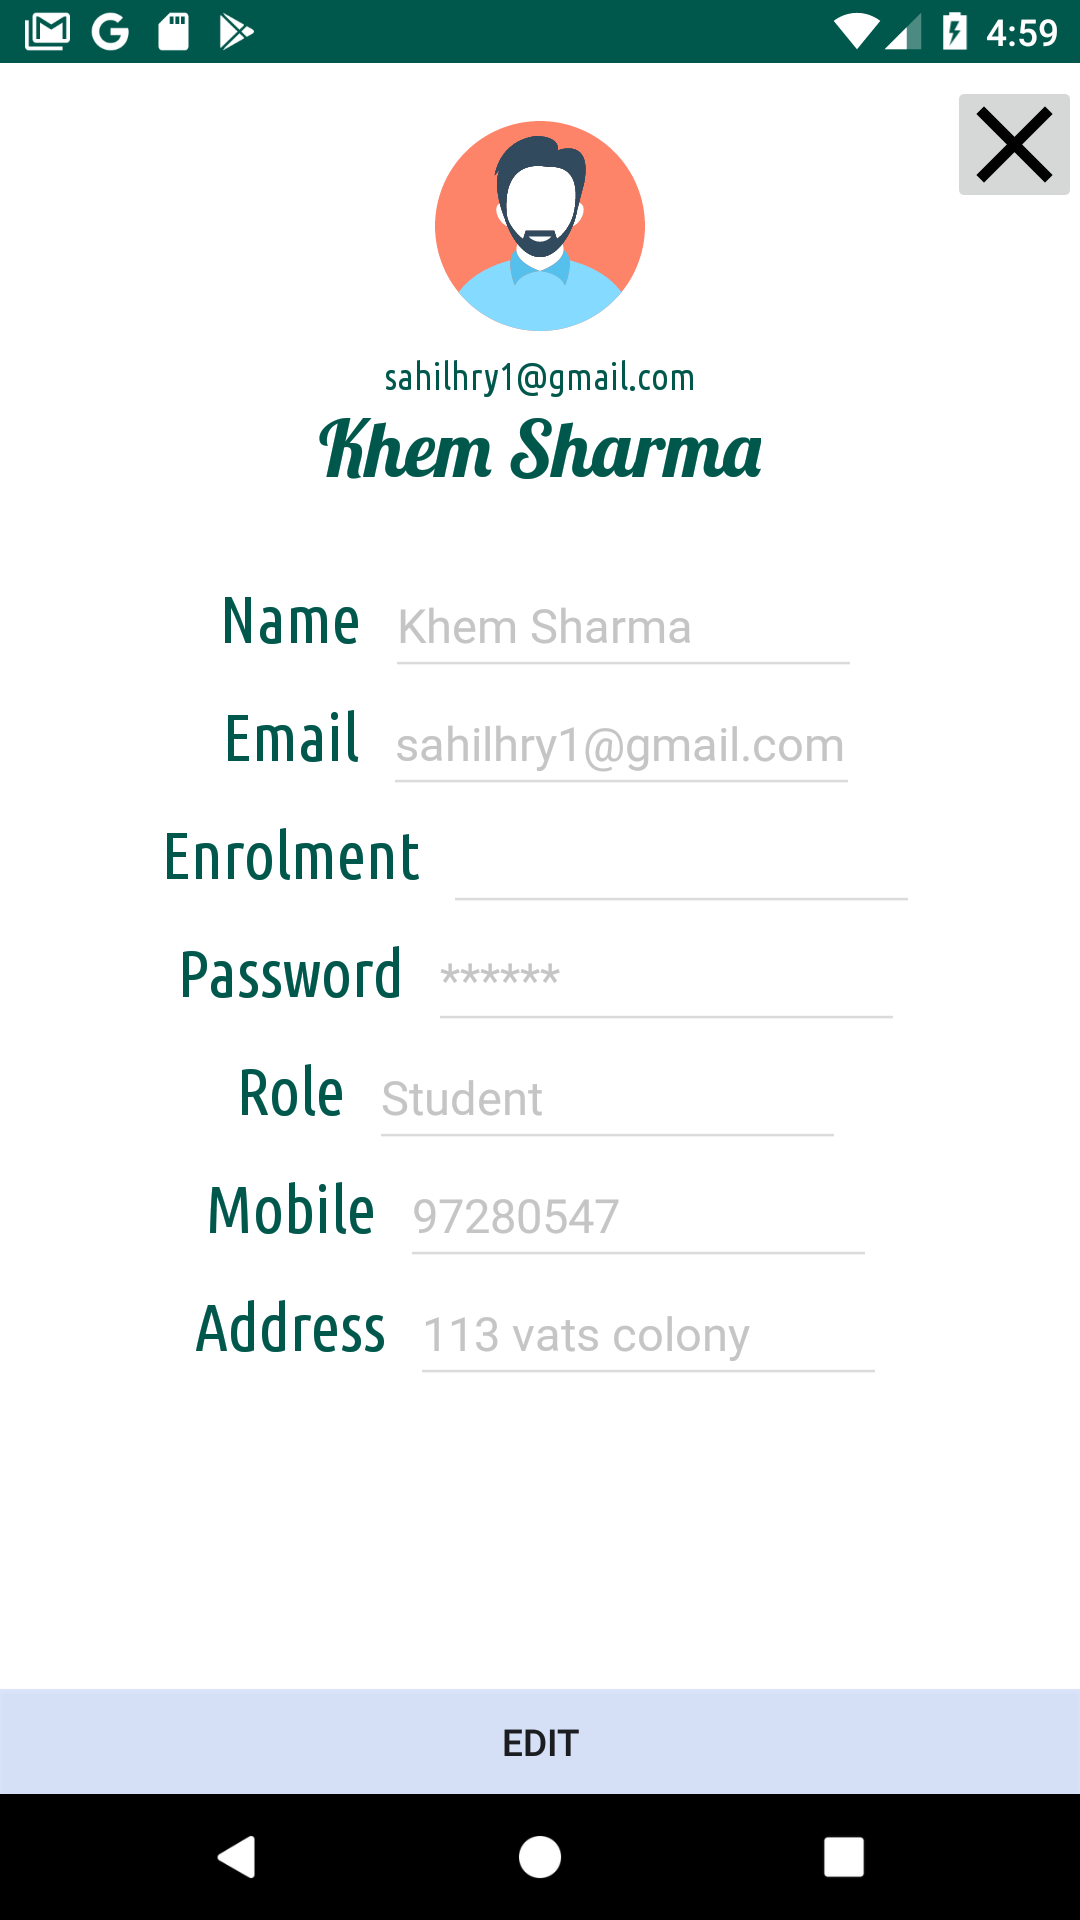 4:59
sahilhry1@gmail.com
Khem Sharma
Name Khem Sharma
Email sahilhry1@gmail.com
Enrolment
Password ******
Role Student
Mobile 97280547
Address 113 vats colony
EDIT